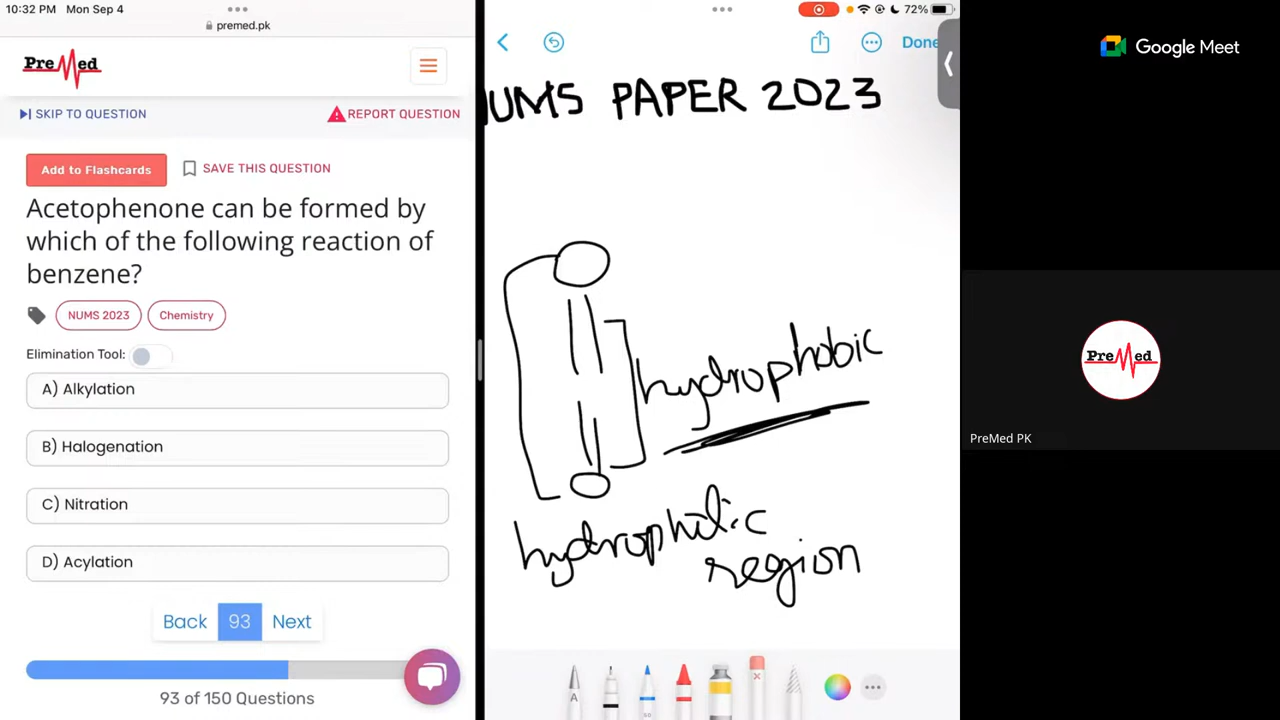 10:32 PM Mon Sep 4
premed.pk
PreMed
SKIP TO QUESTION
REPORT QUESTION
Add to Flashcards
SAVE THIS QUESTION
Acetophenone can be formed by
which of the following reaction of
benzene?
NUMS 2023
Chemistry
Elimination Tool:
A) Alkylation
B) Halogenation
C) Nitration
D) Acylation
Back
93
Next
93 of 150 Questions
72%
Done
NUMS PAPER 2023
hydrophobic
hydrophilic
region
A
Google Meet
PreMed
PreMed PK